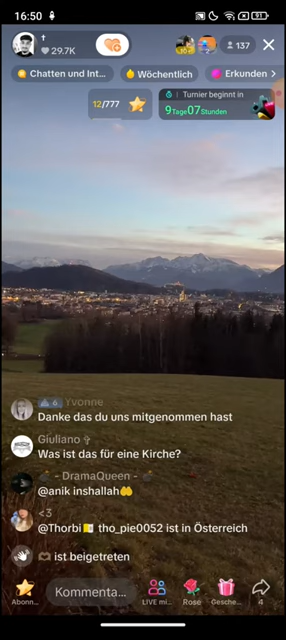 16:50
91
†
29.7K
137
Chatten und Int...
Wöchentlich
Erkunden
12/777
Turnier beginnt in
9Tage07Stunden
6 Yvonne
Danke das du uns mitgenommen hast
Giuliano ✞
Was ist das für eine Kirche?
- DramaQueen -
@anik inshallah🤲
<3
@Thorbi🇻🇦 tho_pie0052 ist in Österreich
🫶 ist beigetreten
Abonn...
Kommenta...
LIVE mi...
Rose
Gesche...
4